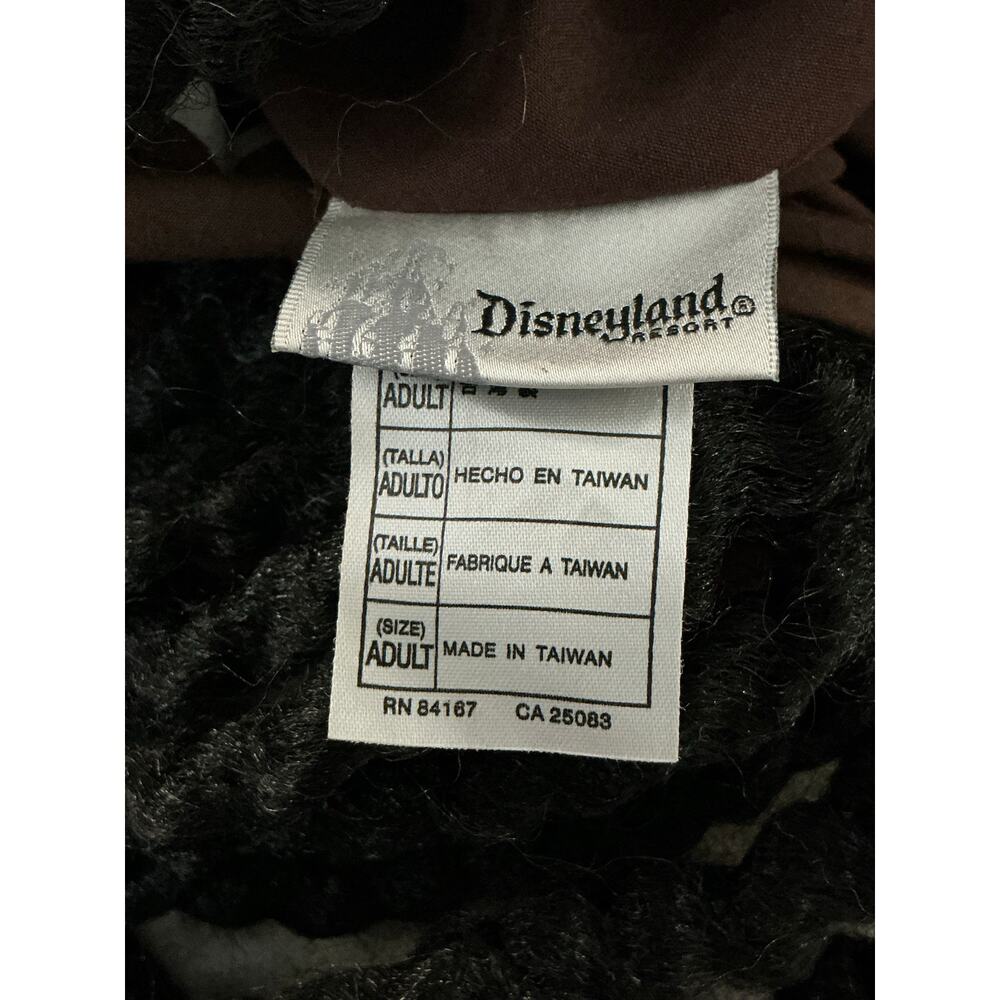 Disneyland®
RESORT
ADULT
(TALLA)
ADULTO
HECHO EN TAIWAN
(TAILLE)
ADULTE
FABRIQUE A TAIWAN
(SIZE)
ADULT
MADE IN TAIWAN
RN 84167 CA 25083